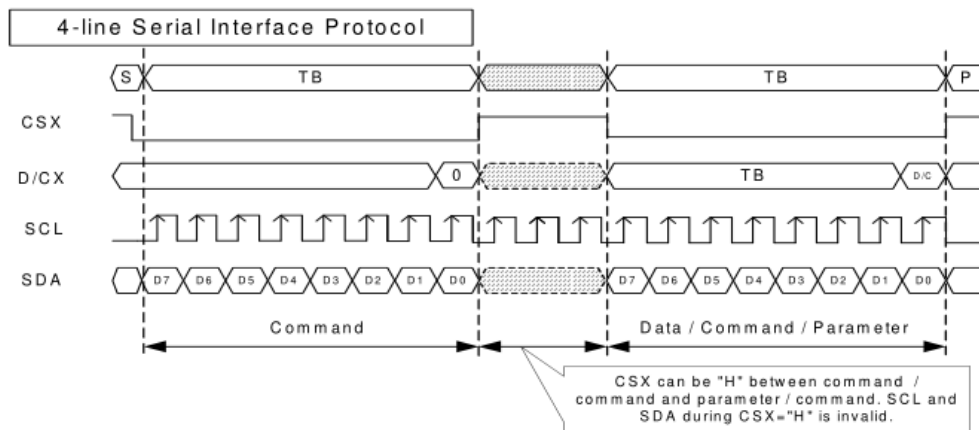 4-line Serial Interface Protocol
S TB TB P
CSX
D/CX 0 TB D/C
SCL
SDA D7 D6 D5 D4 D3 D2 D1 D0 D7 D6 D5 D4 D3 D2 D1 D0
Command Data / Command / Parameter
CSX can be "H" between command /
command and parameter / command. SCL and
SDA during CSX="H" is invalid.